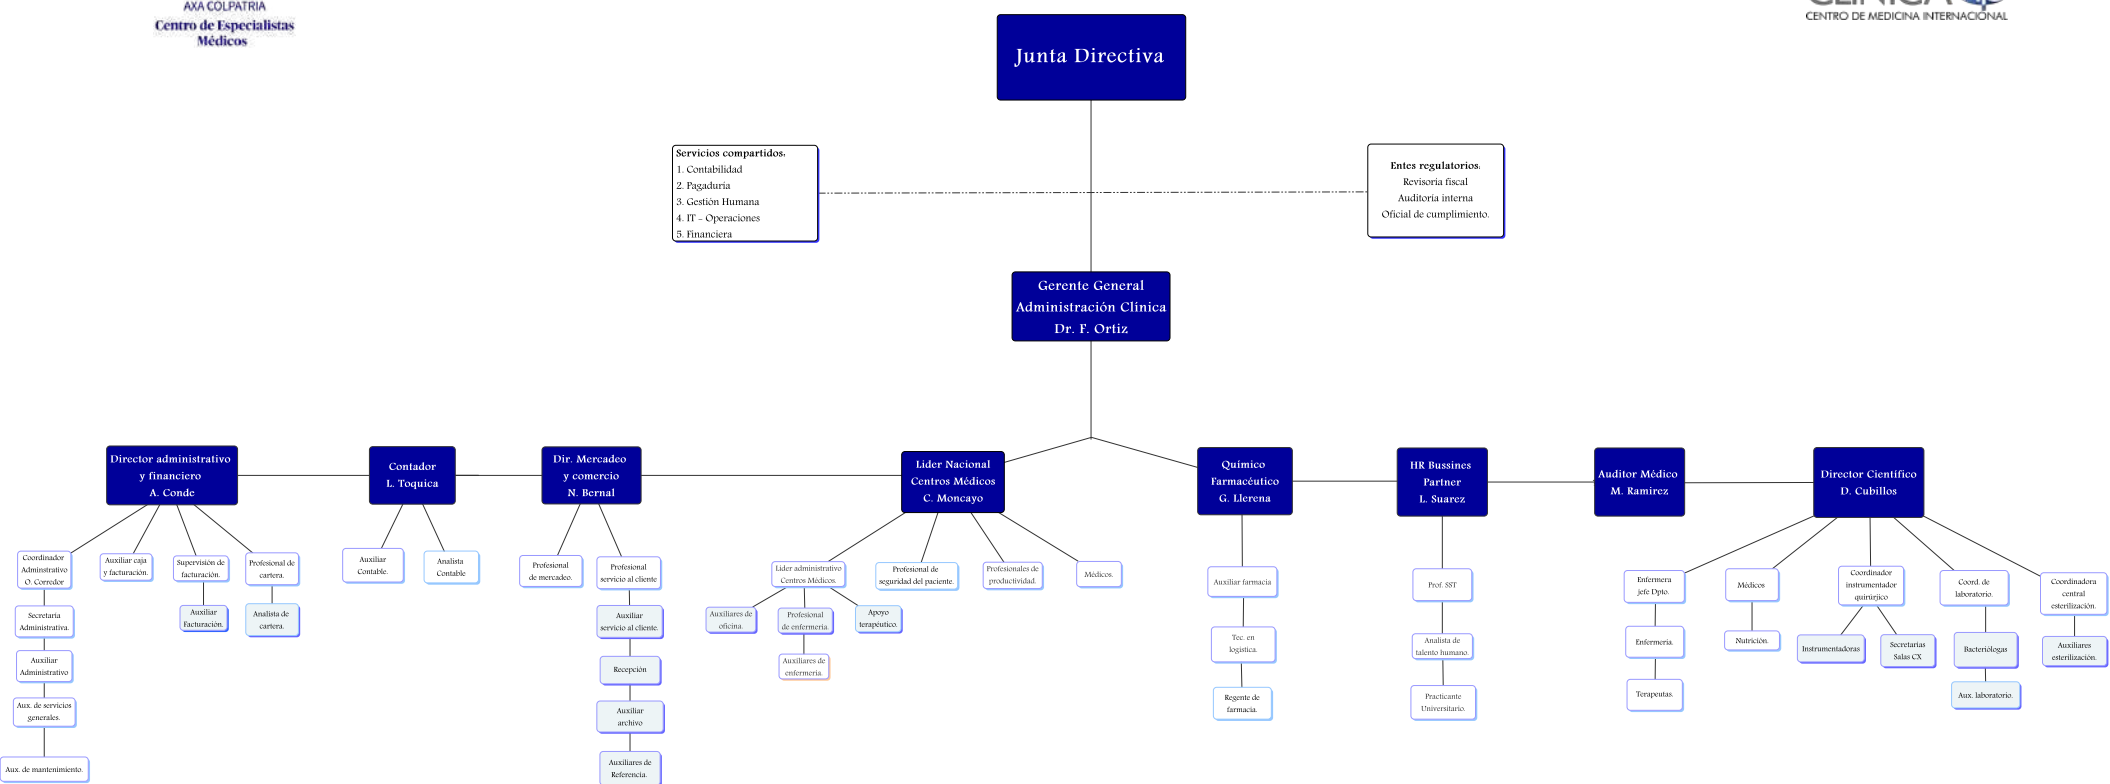 AXA COLPATRIA
Centro de Especialistas
Médicos
CENTRO DE MEDICINA INTERNACIONAL
Junta Directiva
Servicios compartidos:
1. Contabilidad
2. Pagaduría
3. Gestión Humana
4. IT - Operaciones
5. Financiera
Entes regulatorios:
Revisoría fiscal
Auditoría interna
Oficial de cumplimiento.
Gerente General
Administración Clínica
Dr. F. Ortiz
Director administrativo
y financiero
A. Conde
Contador
L. Toquica
Dir. Mercadeo
y comercio
N. Bernal
Lider Nacional
Centros Médicos
C. Moncayo
Químico
Farmacéutico
G. Llerena
HR Bussines
Partner
L. Suarez
Auditor Médico
M. Ramirez
Director Científico
D. Cubillos
Coordinador
Adminstrativo
O. Corredor
Secretaria
Administrativa.
Auxiliar
Administrativo
Aux. de servicios
generales.
Aux. de mantenimiento.
Auxiliar caja
y facturación.
Supervisión de
facturación.
Auxiliar
Facturación.
Profesional de
cartera.
Analista de
cartera.
Auxiliar
Contable.
Analista
Contable
Profesional
de mercadeo.
Profesional
servicio al cliente
Auxiliar
servicio al cliente.
Recepción
Auxiliar
archivo
Auxiliares de
Referencia.
Lider administrativo
Centros Médicos.
Auxiliares de
oficina.
Profesional
de enfermería.
Auxiliares de
enfermería.
Apoyo
terapéutico.
Profesional de
seguridad del paciente.
Profesionales de
productividad.
Médicos.
Auxiliar farmacia
Tec. en
logística.
Regente de
farmacia.
Prof. SST
Analista de
talento humano.
Practicante
Universitario.
Enfermera
jefe Dpto.
Enfermería.
Terapeutas.
Médicos
Nutrición.
Coordinador
instrumentador
quirúrjico
Instrumentadoras
Secretarias
Salas CX
Coord. de
laboratorio.
Bacteriólogas
Aux. laboratorio.
Coordinadora
central
esterilización.
Auxiliares
esterilización.